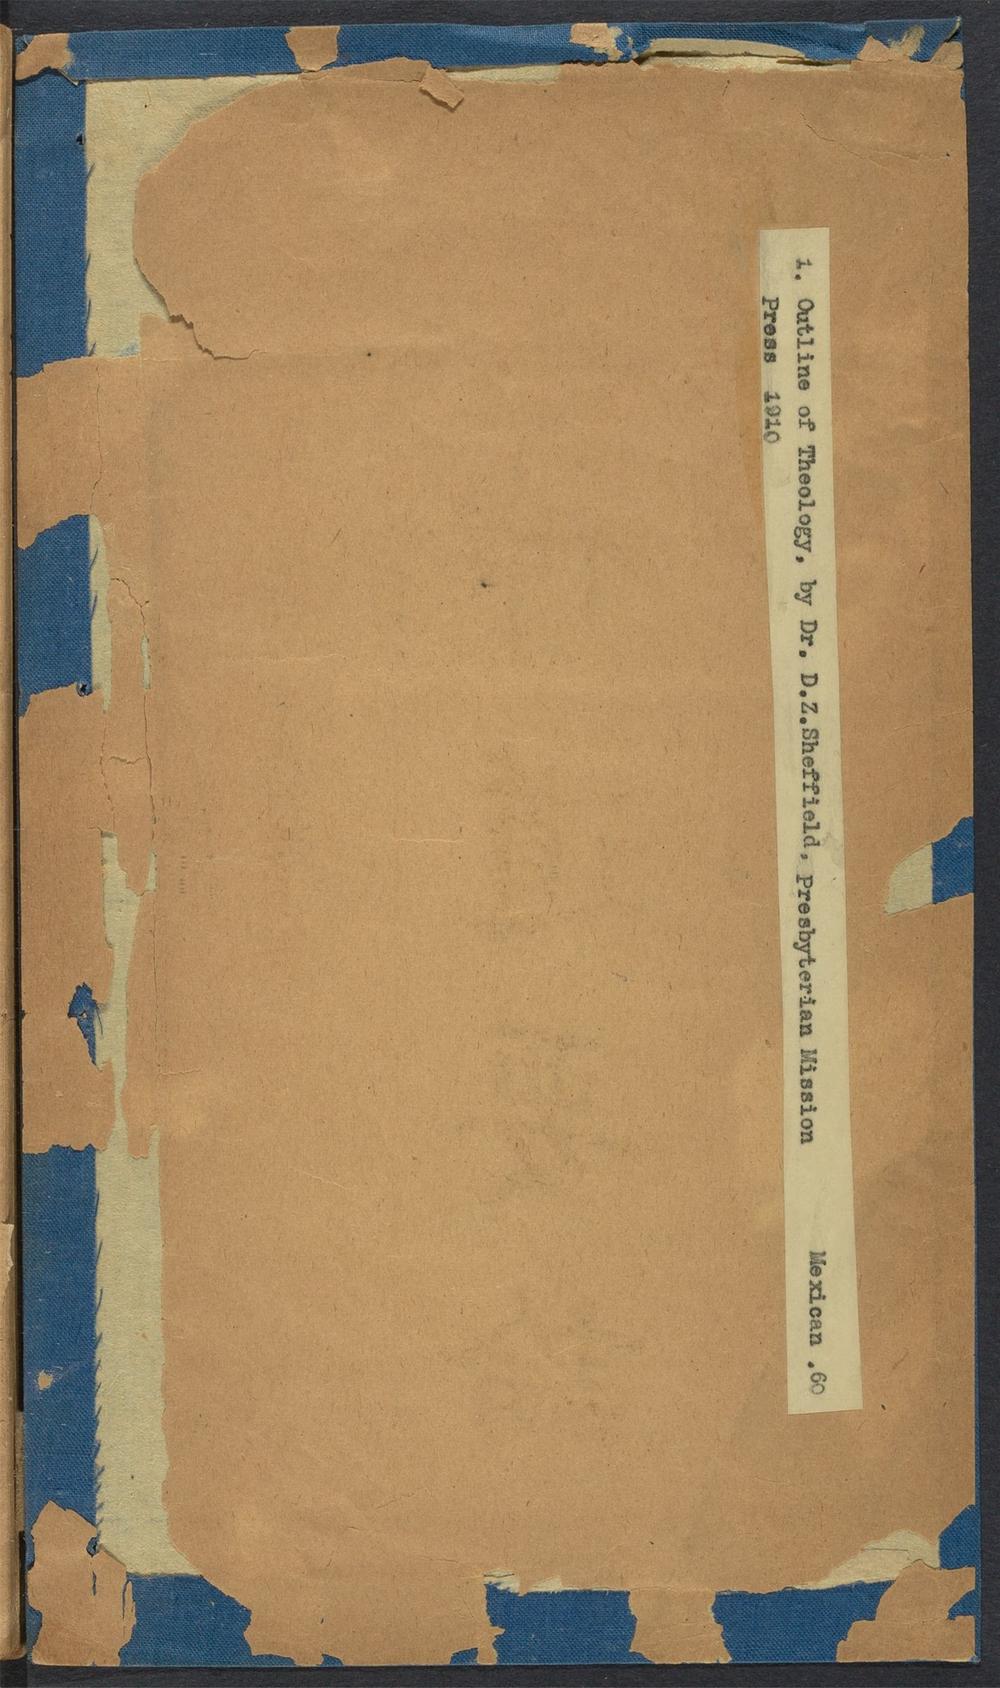 1. Outline of Theology, by Dr. D.Z.Sheffield, Presbyterian Mission Mexican .60
Press 1910